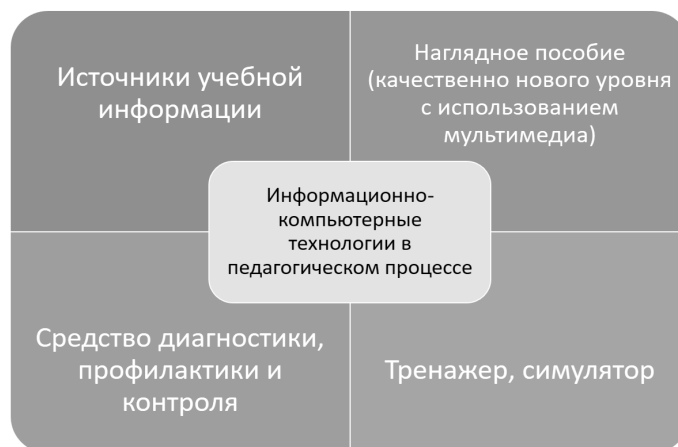 Источники учебной
информации
Наглядное пособие
(качественно нового уровня
с использованием
мультимедиа)
Информационно-
компьютерные
технологии в
педагогическом процессе
Средство диагностики,
профилактики и
контроля
Тренажер, симулятор